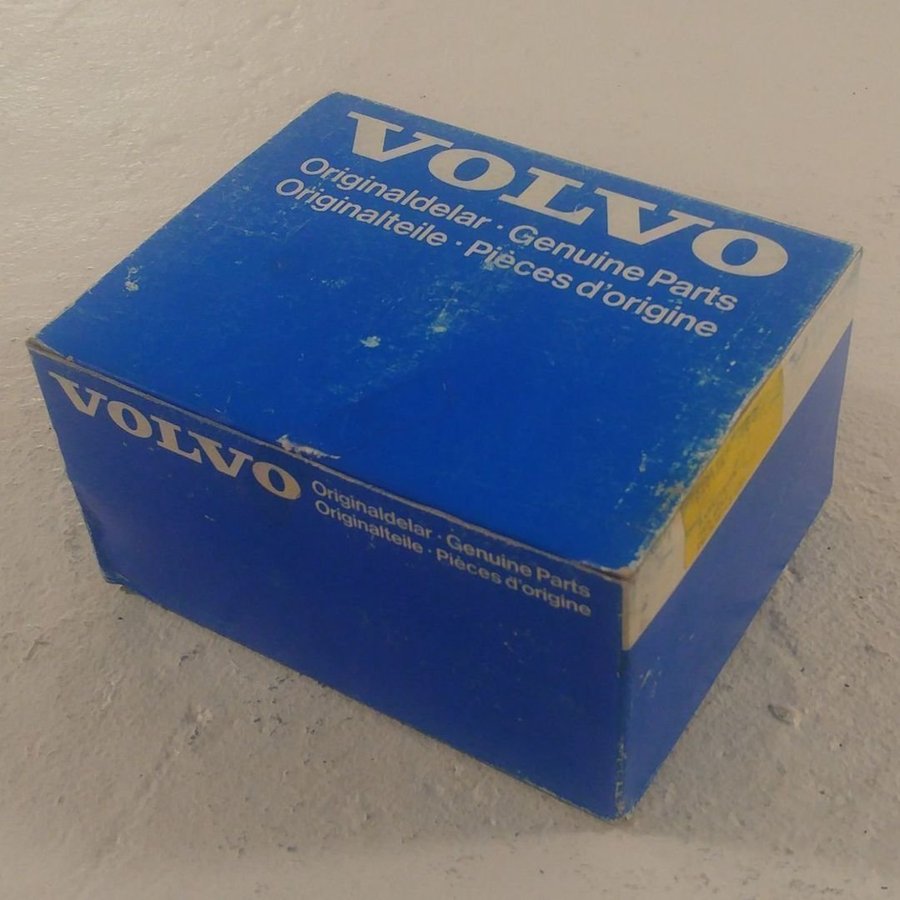 VOLVO
Originaldelar · Genuine Parts
Originalteile · Pièces d'origine
VOLVO
Originaldelar · Genuine Parts
Originalteile · Pièces d'origine